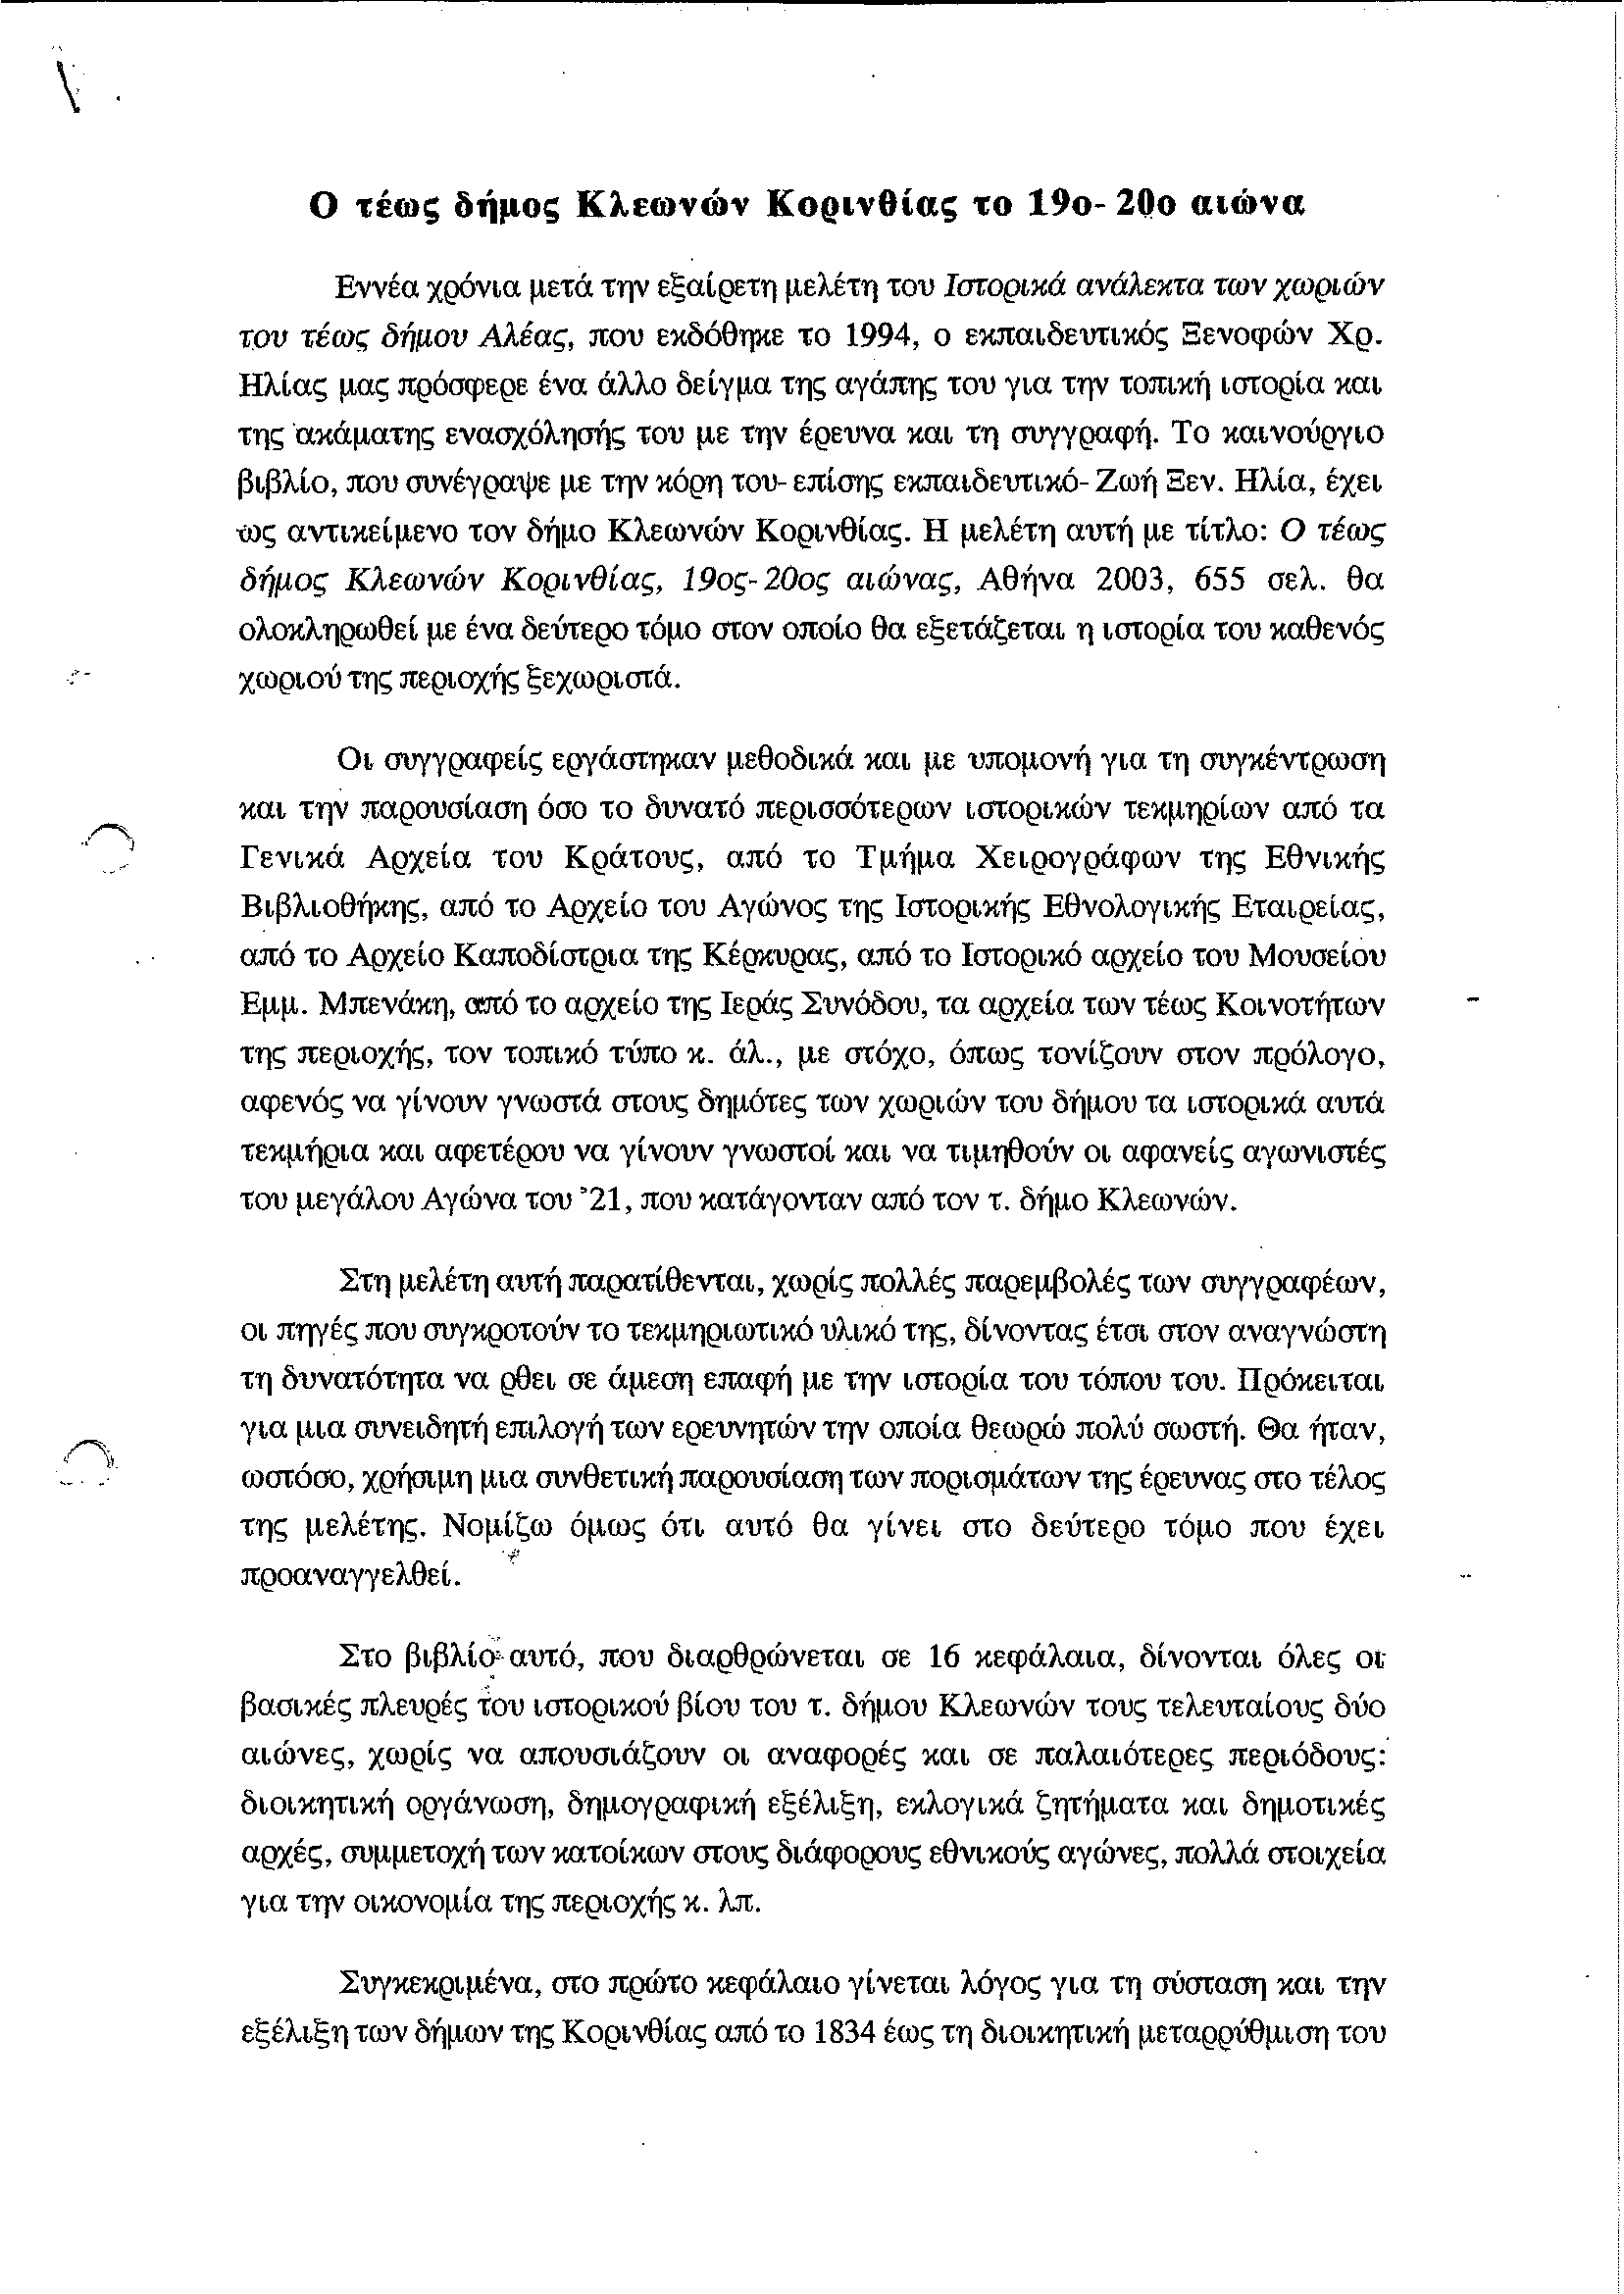 Ο τέως δήμος Κλεωνών Κορινθίας το 19ο- 20ο αιώνα
Εννέα χρόνια μετά την εξαίρετη μελέτη του Ιστορικά ανάλεκτα των χωριών
του τέως δήμου Αλέας, που εκδόθηκε το 1994, ο εκπαιδευτικός Ξενοφών Χρ.
Ηλίας μας πρόσφερε ένα άλλο δείγμα της αγάπης του για την τοπική ιστορία και
της ακάματης ενασχόλησής του με την έρευνα και τη συγγραφή. Το καινούργιο
βιβλίο, που συνέγραψε με την κόρη του- επίσης εκπαιδευτικό- Ζωή Ξεν. Ηλία, έχει
ως αντικείμενο τον δήμο Κλεωνών Κορινθίας. Η μελέτη αυτή με τίτλο: Ο τέως
δήμος Κλεωνών Κορινθίας, 19ος- 20ος αιώνας, Αθήνα 2003, 655 σελ. θα
ολοκληρωθεί με ένα δεύτερο τόμο στον οποίο θα εξετάζεται η ιστορία του καθενός
χωριού της περιοχής ξεχωριστά.
Οι συγγραφείς εργάστηκαν μεθοδικά και με υπομονή για τη συγκέντρωση
και την παρουσίαση όσο το δυνατό περισσότερων ιστορικών τεκμηρίων από τα
Γενικά Αρχεία του Κράτους, από το Τμήμα Χειρογράφων της Εθνικής
Βιβλιοθήκης, από το Αρχείο του Αγώνος της Ιστορικής Εθνολογικής Εταιρείας,
από το Αρχείο Καποδίστρια της Κέρκυρας, από το Ιστορικό αρχείο του Μουσείου
Εμμ. Μπενάκη, από το αρχείο της Ιεράς Συνόδου, τα αρχεία των τέως Κοινοτήτων
της περιοχής, τον τοπικό τύπο κ. άλ., με στόχο, όπως τονίζουν στον πρόλογο,
αφενός να γίνουν γνωστά στους δημότες των χωριών του δήμου τα ιστορικά αυτά
τεκμήρια και αφετέρου να γίνουν γνωστοί και να τιμηθούν οι αφανείς αγωνιστές
του μεγάλου Αγώνα του ’21, που κατάγονταν από τον τ. δήμο Κλεωνών.
Στη μελέτη αυτή παρατίθενται, χωρίς πολλές παρεμβολές των συγγραφέων,
οι πηγές που συγκροτούν το τεκμηριωτικό υλικό της, δίνοντας έτσι στον αναγνώστη
τη δυνατότητα να ρθει σε άμεση επαφή με την ιστορία του τόπου του. Πρόκειται
για μια συνειδητή επιλογή των ερευνητών την οποία θεωρώ πολύ σωστή. Θα ήταν,
ωστόσο, χρήσιμη μια συνθετική παρουσίαση των πορισμάτων της έρευνας στο τέλος
της μελέτης. Νομίζω όμως ότι αυτό θα γίνει στο δεύτερο τόμο που έχει
προαναγγελθεί.
Στο βιβλίο αυτό, που διαρθρώνεται σε 16 κεφάλαια, δίνονται όλες οι
βασικές πλευρές του ιστορικού βίου του τ. δήμου Κλεωνών τους τελευταίους δύο
αιώνες, χωρίς να απουσιάζουν οι αναφορές και σε παλαιότερες περιόδους:
διοικητική οργάνωση, δημογραφική εξέλιξη, εκλογικά ζητήματα και δημοτικές
αρχές, συμμετοχή των κατοίκων στους διάφορους εθνικούς αγώνες, πολλά στοιχεία
για την οικονομία της περιοχής κ. λπ.
Συγκεκριμένα, στο πρώτο κεφάλαιο γίνεται λόγος για τη σύσταση και την
εξέλιξη των δήμων της Κορινθίας από το 1834 έως τη διοικητική μεταρρύθμιση του